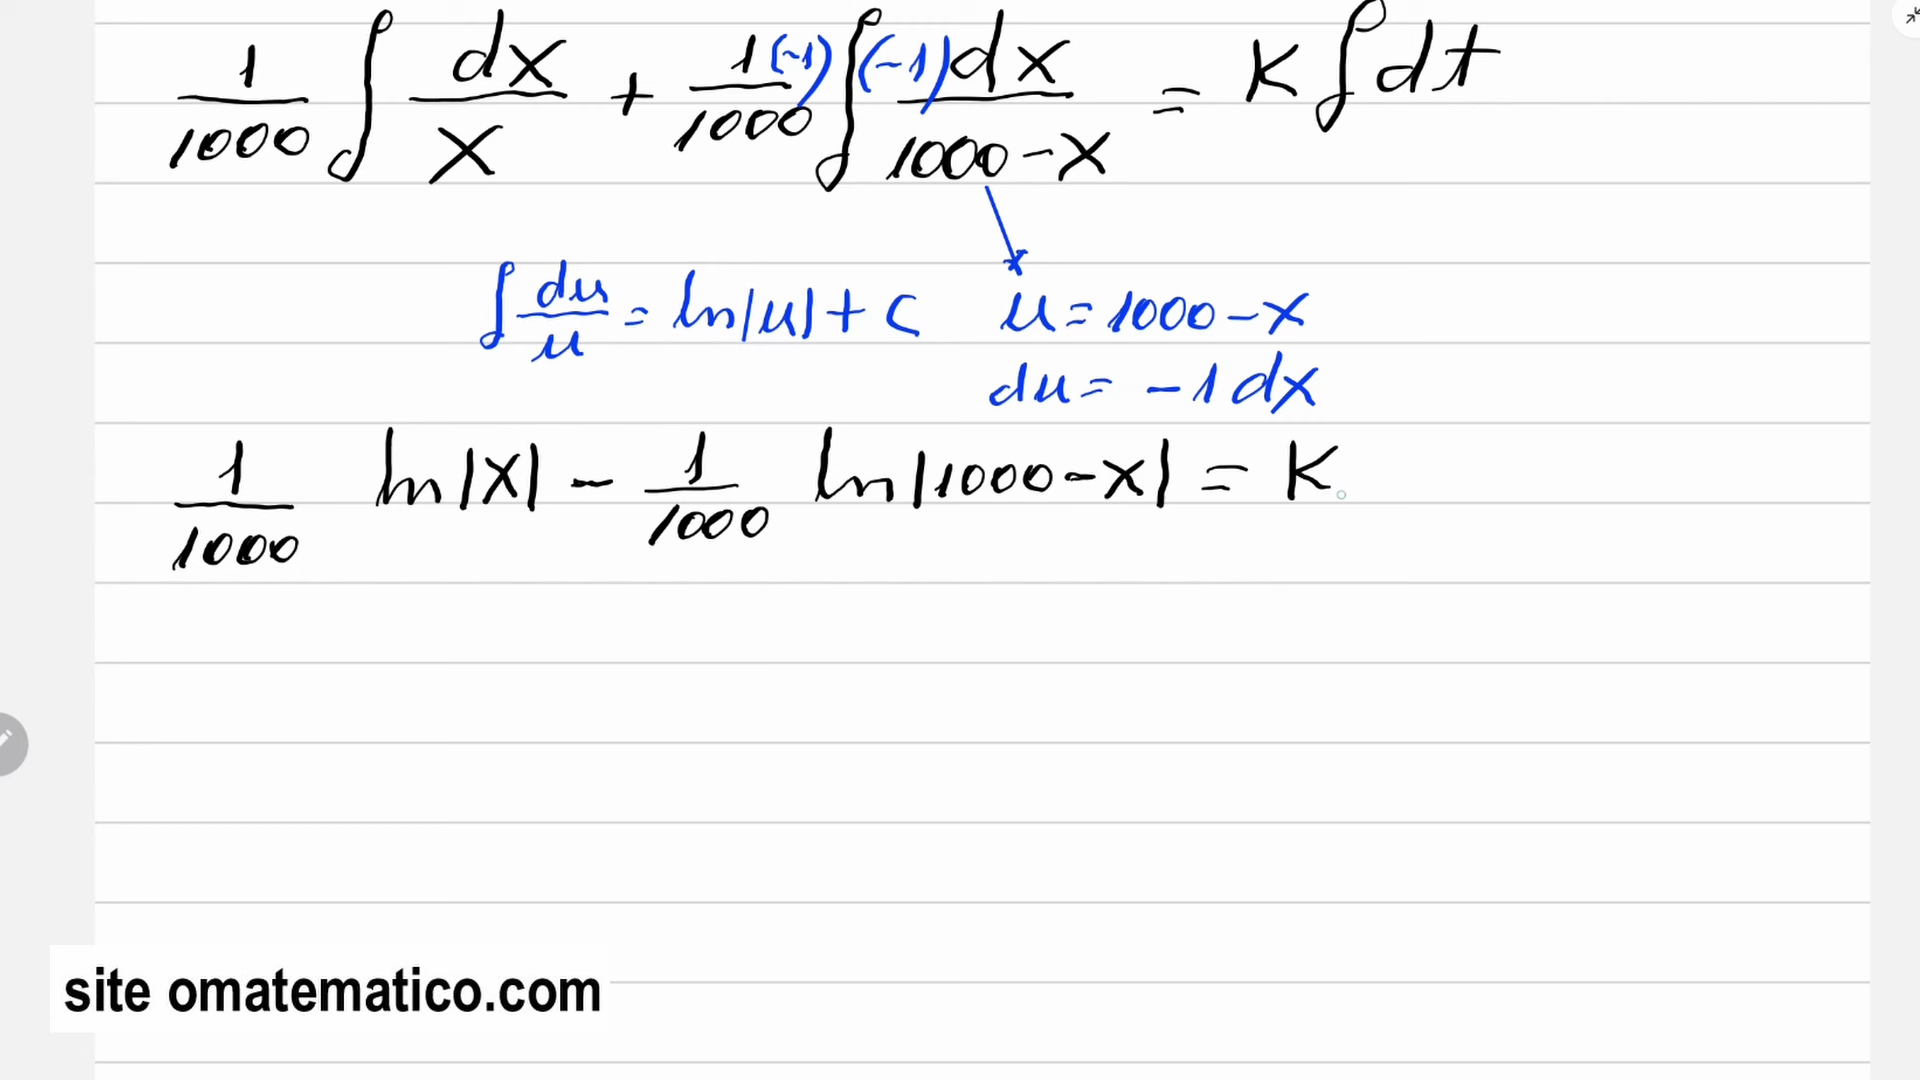 1/1000 ∫ dx/x + 1(-1)/1000 ∫ (-1)dx/1000-x = K ∫ dt
∫ du/u = ln|u| + C u = 1000 - x
du = -1 dx
1/1000 ln|x| - 1/1000 ln|1000-x| = K
site omatematico.com